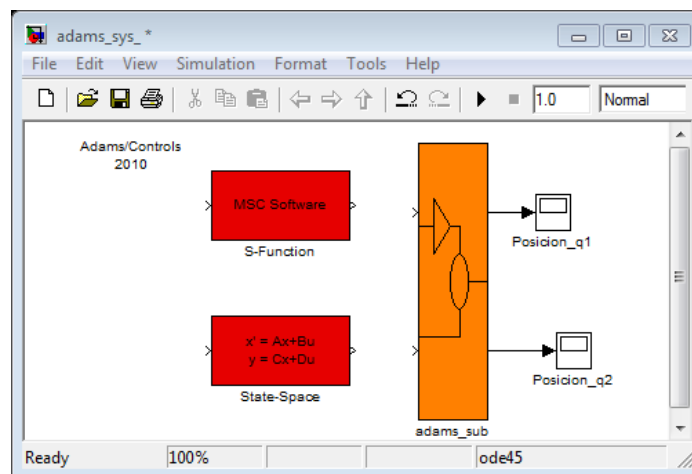 adams_sys_ *
File Edit View Simulation Format Tools Help
1.0 Normal
Adams/Controls
2010
MSC Software
S-Function
Posicion_q1
x' = Ax+Bu
y = Cx+Du
State-Space
Posicion_q2
adams_sub
Ready 100% ode45